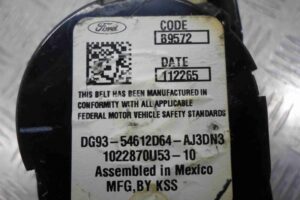 Ford
CODE
89572
DATE
112265
THIS BELT HAS BEEN MANUFACTURED IN
CONFORMITY WITH ALL APPLICABLE
FEDERAL MOTOR VEHICLE SAFETY STANDARDS
DG93-54612D64-AJ3DN3
1022870U53-10
Assembled in Mexico
MFG,BY KSS